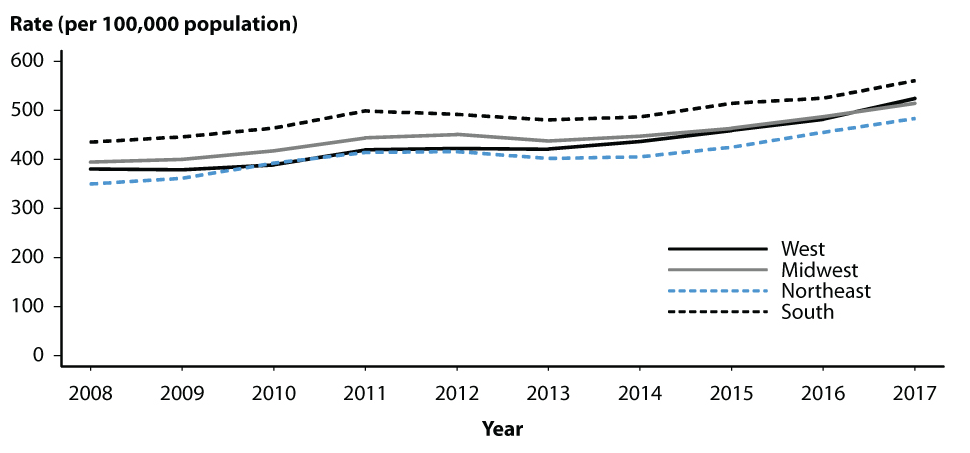 Rate (per 100,000 population)
600
500
400
300
200
100
0
West
Midwest
Northeast
South
2008 2009 2010 2011 2012 2013 2014 2015 2016 2017
Year